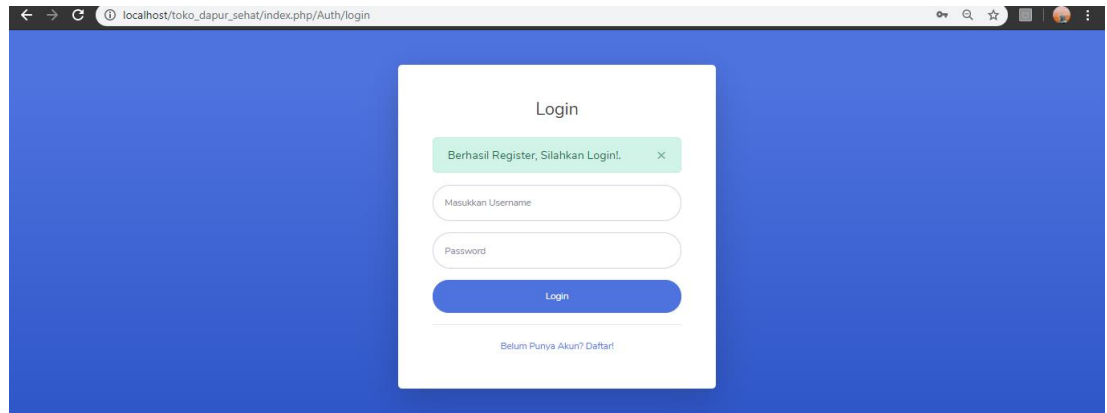 localhost/toko_dapur_sehat/index.php/Auth/login
Login
Berhasil Register, Silahkan Login!. ×
Masukkan Username
Password
Login
Belum Punya Akun? Daftar!